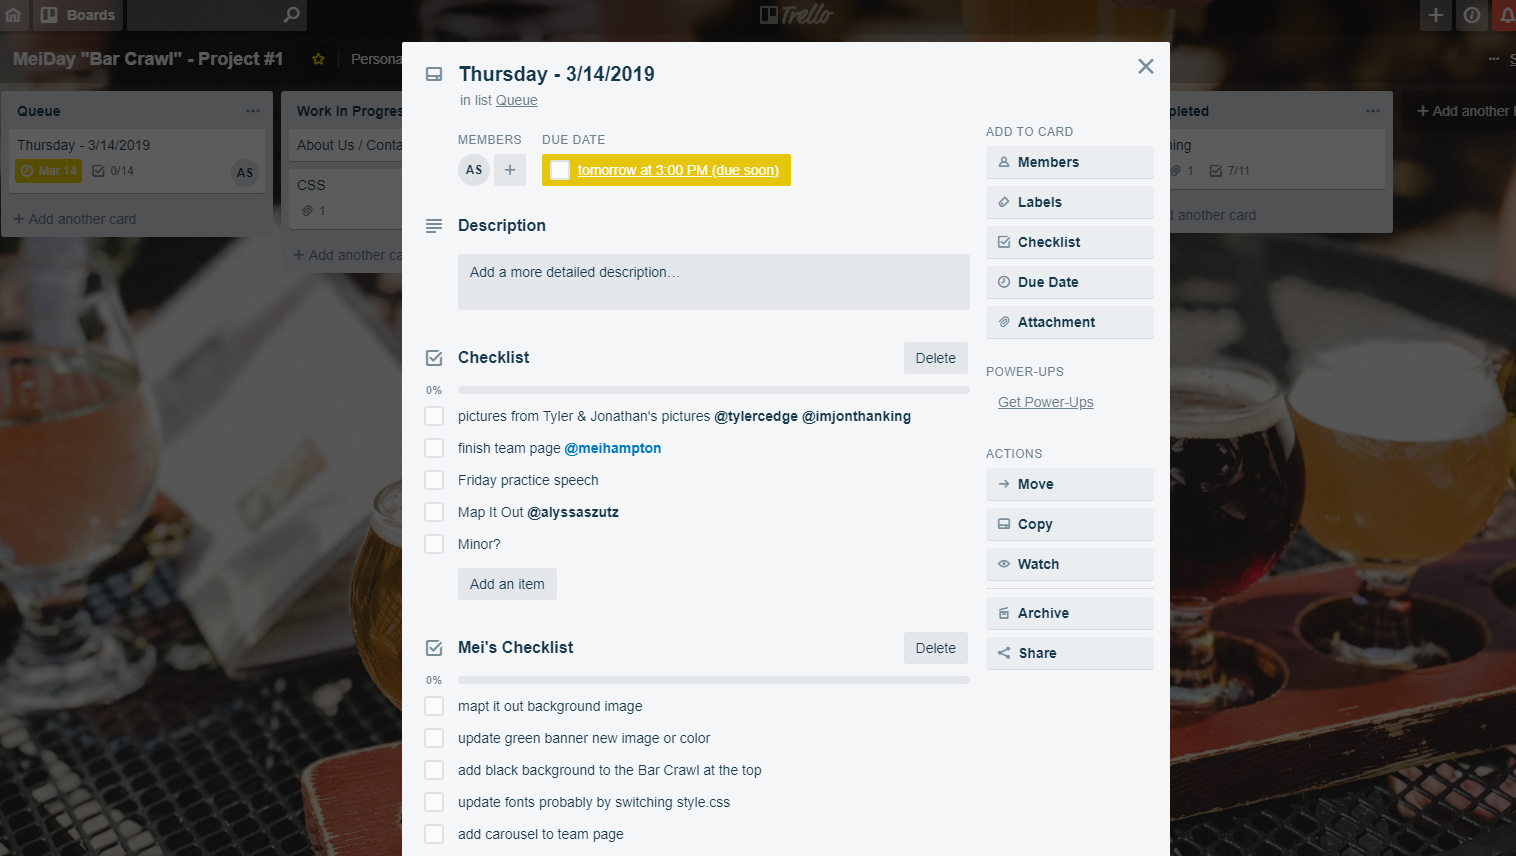 Boards
Trello
MeiDay "Bar Crawl" - Project #1
Persona
Queue
Thursday - 3/14/2019
Mar 14
0/14
AS
+ Add another card
Work In Progres
About Us / Conta
CSS
1
+ Add another ca
Thursday - 3/14/2019
in list Queue
MEMBERS
DUE DATE
AS
+
tomorrow at 3:00 PM (due soon)
Description
Add a more detailed description…
Checklist
Delete
0%
pictures from Tyler & Jonathan's pictures @tylercedge @imjonthanking
finish team page @meihampton
Friday practice speech
Map It Out @alyssaszutz
Minor?
Add an item
Mei's Checklist
Delete
0%
mapt it out background image
update green banner new image or color
add black background to the Bar Crawl at the top
update fonts probably by switching style.css
add carousel to team page
ADD TO CARD
Members
Labels
Checklist
Due Date
Attachment
POWER-UPS
Get Power-Ups
ACTIONS
Move
Copy
Watch
Archive
Share
pleted
ning
1
7/11
d another card
+ Add another